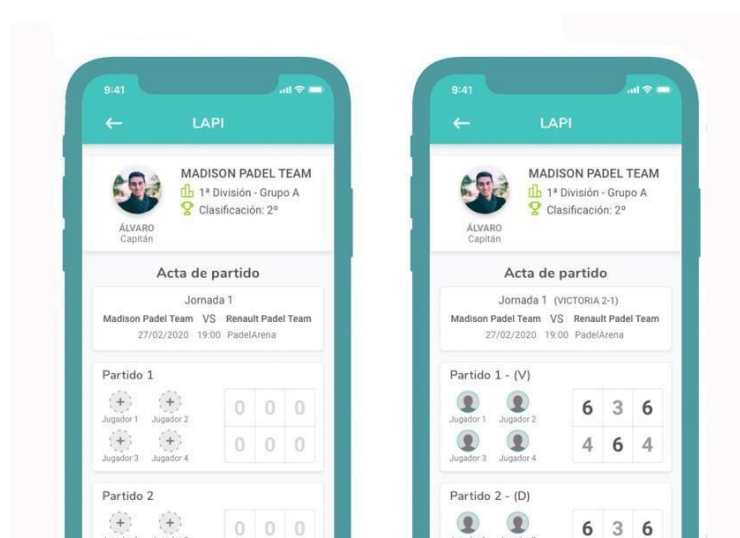 9:41
LAPI
MADISON PADEL TEAM
1ª División - Grupo A
Clasificación: 2º
ÁLVARO
Capitán
Acta de partido
Jornada 1
Madison Padel Team VS Renault Padel Team
27/02/2020 19:00 PadelArena
Partido 1
Jugador 1 Jugador 2
0 0 0
Jugador 3 Jugador 4
0 0 0
Partido 2
0 0 0
9:41
LAPI
MADISON PADEL TEAM
1ª División - Grupo A
Clasificación: 2º
ÁLVARO
Capitán
Acta de partido
Jornada 1 (VICTORIA 2-1)
Madison Padel Team VS Renault Padel Team
27/02/2020 19:00 PadelArena
Partido 1 - (V)
Jugador 1 Jugador 2
6 3 6
Jugador 3 Jugador 4
4 6 4
Partido 2 - (D)
6 3 6